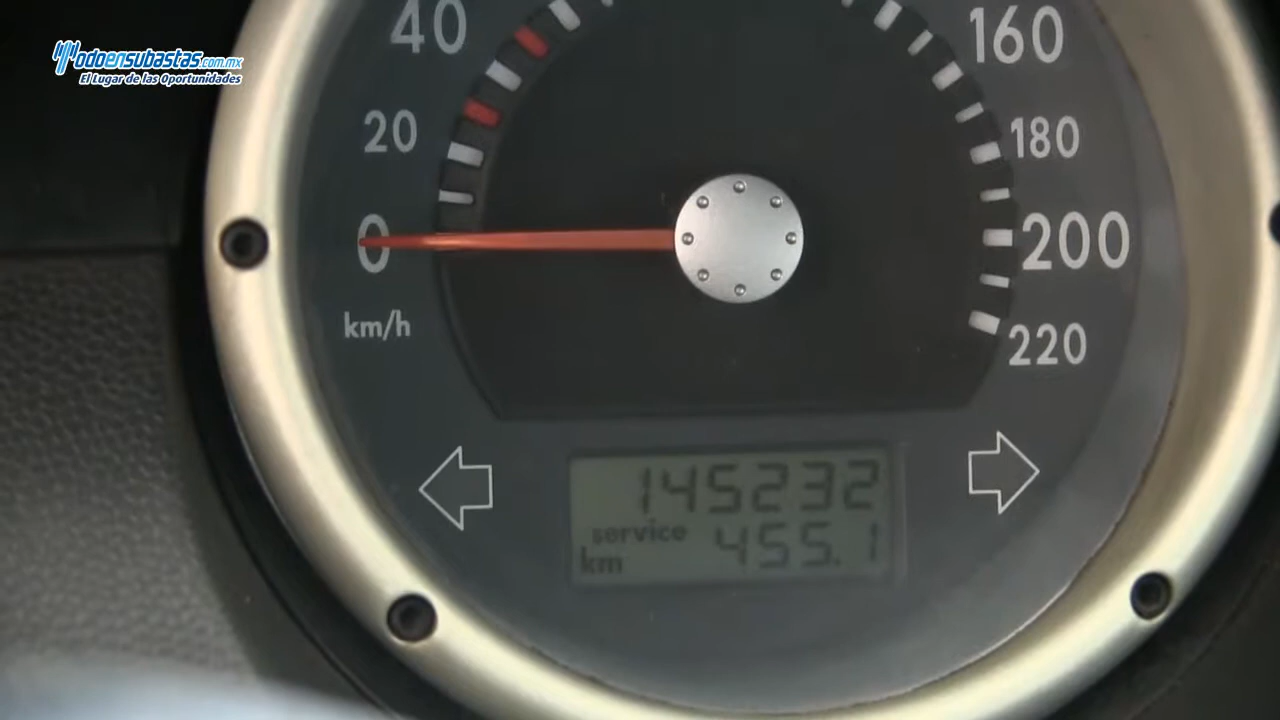 Todoensubastas.com.mx
El Lugar de las Oportunidades
40
20
0
km/h
160
180
200
220
145232
service
km 455.1